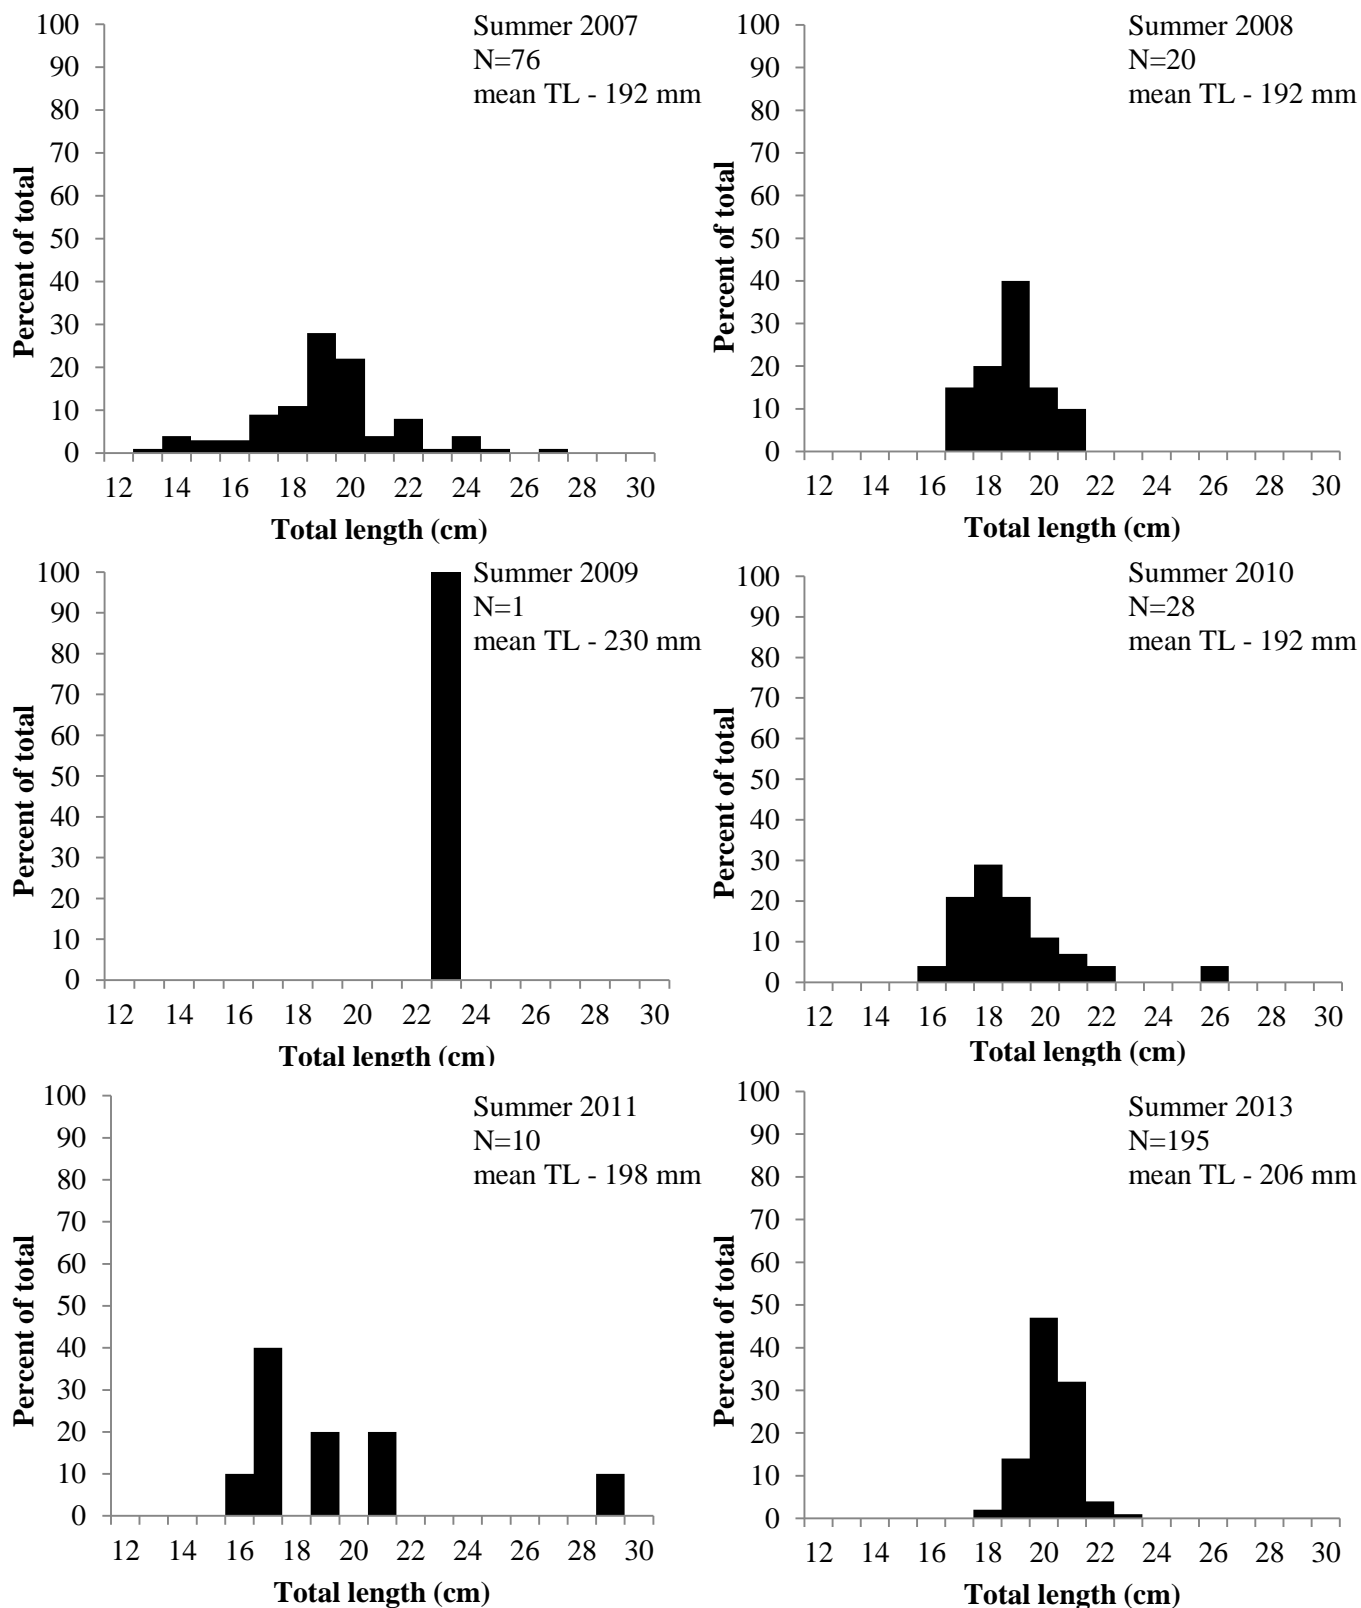 Summer 2007
N=76
mean TL - 192 mm
100
90
80
70
60
50
40
30
20
10
0
Percent of total
12 14 16 18 20 22 24 26 28 30
Total length (cm)
Summer 2008
N=20
mean TL - 192 mm
100
90
80
70
60
50
40
30
20
10
0
Percent of total
12 14 16 18 20 22 24 26 28 30
Total length (cm)
Summer 2009
N=1
mean TL - 230 mm
100
90
80
70
60
50
40
30
20
10
0
Percent of total
12 14 16 18 20 22 24 26 28 30
Total length (cm)
Summer 2010
N=28
mean TL - 192 mm
100
90
80
70
60
50
40
30
20
10
0
Percent of total
12 14 16 18 20 22 24 26 28 30
Total length (cm)
Summer 2011
N=10
mean TL - 198 mm
100
90
80
70
60
50
40
30
20
10
0
Percent of total
12 14 16 18 20 22 24 26 28 30
Total length (cm)
Summer 2013
N=195
mean TL - 206 mm
100
90
80
70
60
50
40
30
20
10
0
Percent of total
12 14 16 18 20 22 24 26 28 30
Total length (cm)